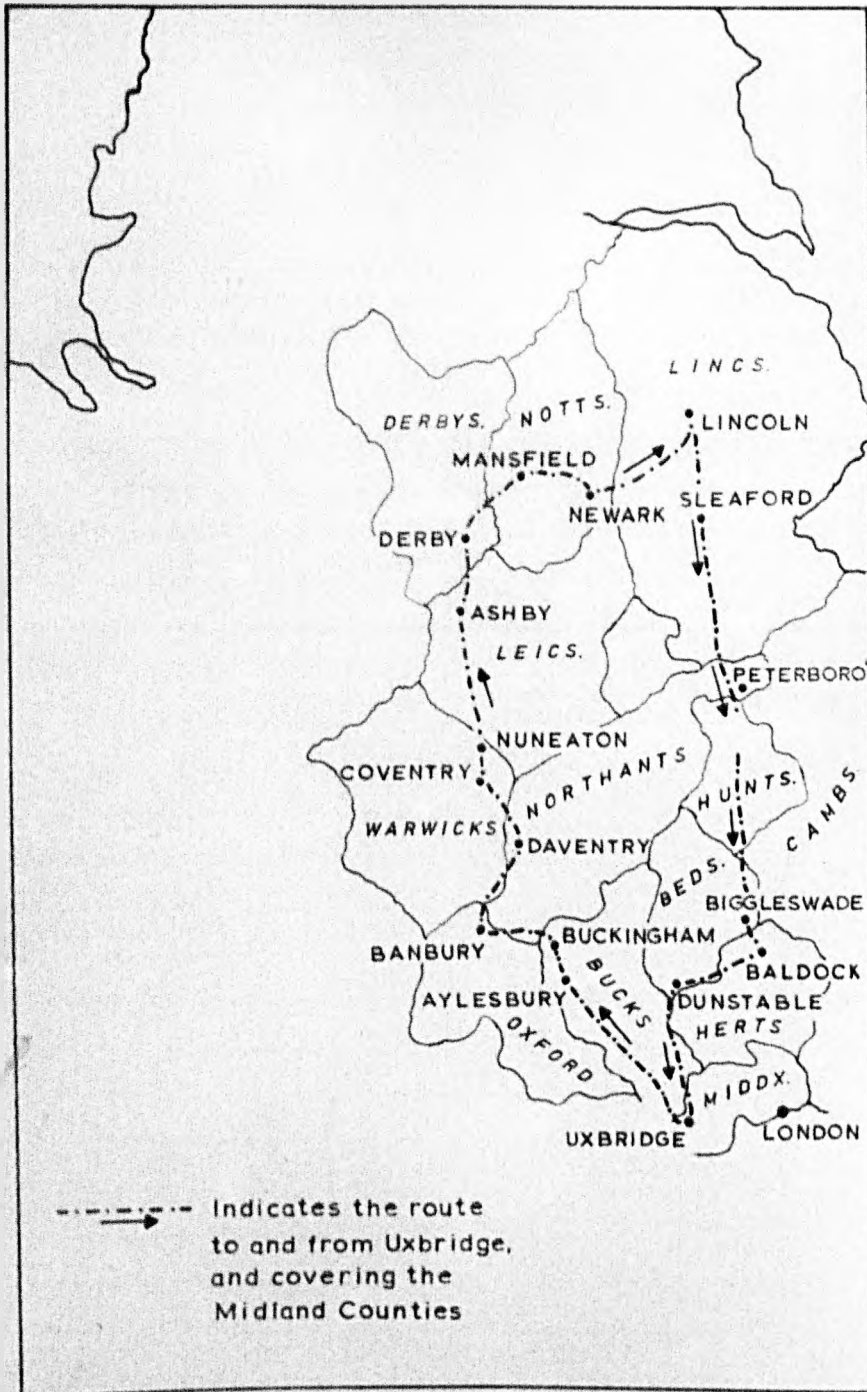 LINCS.
DERBYS.
NOTTS.
LINCOLN
MANSFIELD
NEWARK
SLEAFORD
DERBY
ASHBY
LEICS.
PETERBORO
NUNEATON
COVENTRY
NORTHANTS
HUNTS.
CAMBS.
WARWICKS
DAVENTRY
BEDS.
BIGGLESWADE
BANBURY
BUCKINGHAM
BALDOCK
AYLESBURY
BUCKS
DUNSTABLE
OXFORD
HERTS
MIDDX.
UXBRIDGE
LONDON
Indicates the route
to and from Uxbridge,
and covering the
Midland Counties